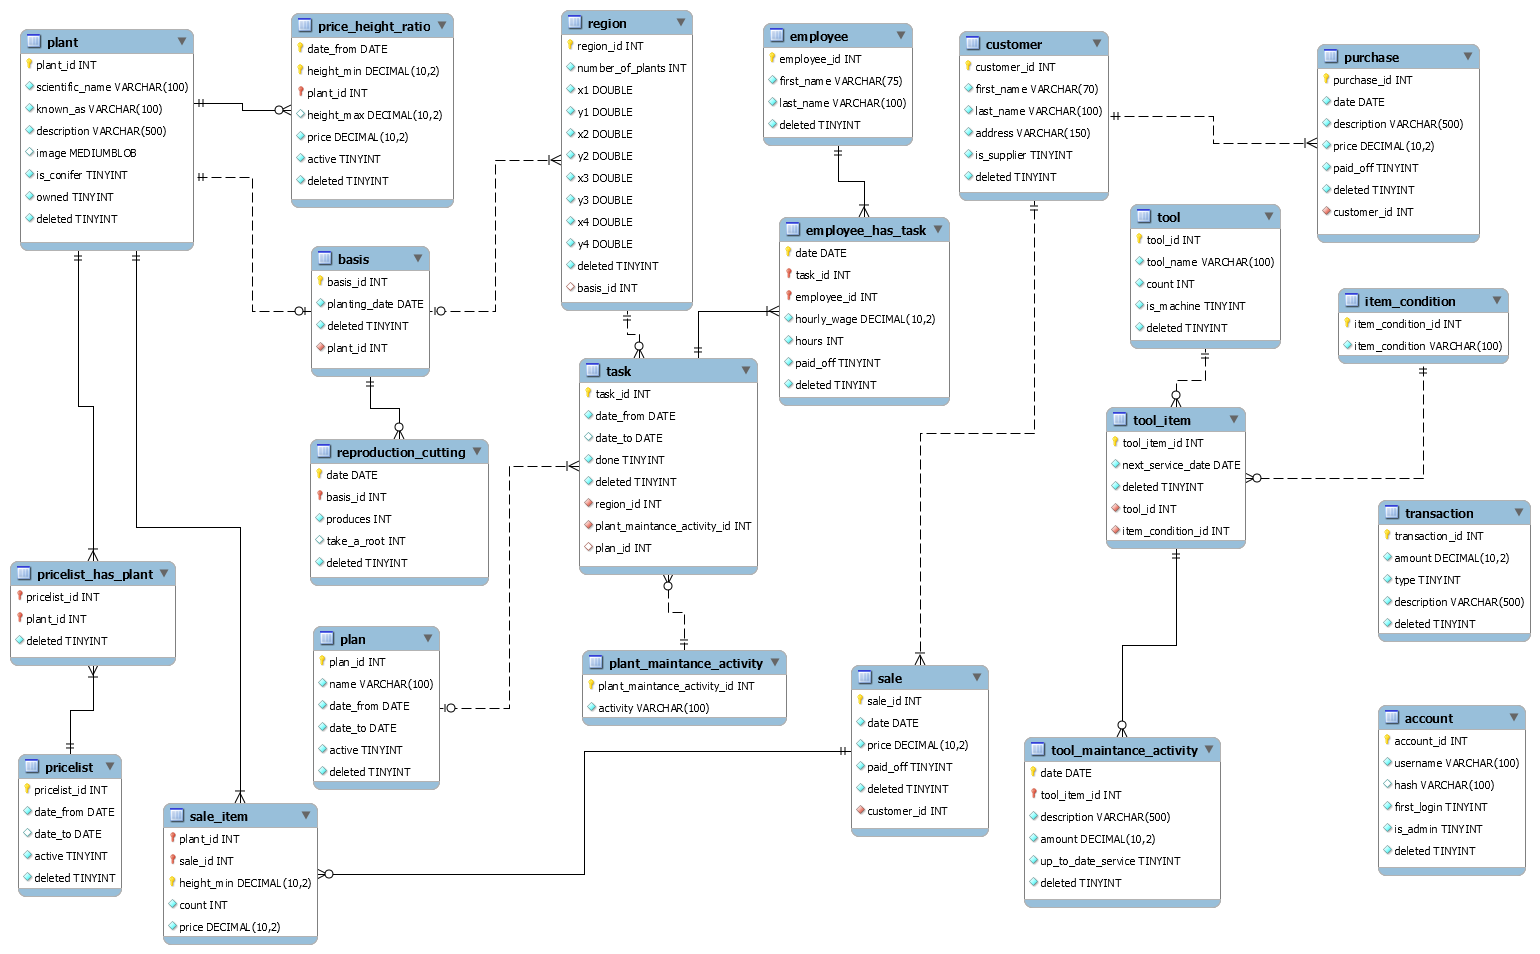 plant
plant_id INT
scientific_name VARCHAR(100)
known_as VARCHAR(100)
description VARCHAR(500)
image MEDIUMBLOB
is_conifer TINYINT
owned TINYINT
deleted TINYINT
price_height_ratio
date_from DATE
height_min DECIMAL(10,2)
plant_id INT
height_max DECIMAL(10,2)
price DECIMAL(10,2)
active TINYINT
deleted TINYINT
region
region_id INT
number_of_plants INT
x1 DOUBLE
y1 DOUBLE
x2 DOUBLE
y2 DOUBLE
x3 DOUBLE
y3 DOUBLE
x4 DOUBLE
y4 DOUBLE
deleted TINYINT
basis_id INT
employee
employee_id INT
first_name VARCHAR(75)
last_name VARCHAR(100)
deleted TINYINT
customer
customer_id INT
first_name VARCHAR(70)
last_name VARCHAR(100)
address VARCHAR(150)
is_supplier TINYINT
deleted TINYINT
purchase
purchase_id INT
date DATE
description VARCHAR(500)
price DECIMAL(10,2)
paid_off TINYINT
deleted TINYINT
customer_id INT
basis
basis_id INT
planting_date DATE
deleted TINYINT
plant_id INT
employee_has_task
date DATE
task_id INT
employee_id INT
hourly_wage DECIMAL(10,2)
hours INT
paid_off TINYINT
deleted TINYINT
tool
tool_id INT
tool_name VARCHAR(100)
count INT
is_machine TINYINT
deleted TINYINT
item_condition
item_condition_id INT
item_condition VARCHAR(100)
task
task_id INT
date_from DATE
date_to DATE
done TINYINT
deleted TINYINT
region_id INT
plant_maintance_activity_id INT
plan_id INT
reproduction_cutting
date DATE
basis_id INT
produces INT
take_a_root INT
deleted TINYINT
tool_item
tool_item_id INT
next_service_date DATE
deleted TINYINT
tool_id INT
item_condition_id INT
transaction
transaction_id INT
amount DECIMAL(10,2)
type TINYINT
description VARCHAR(500)
deleted TINYINT
pricelist_has_plant
pricelist_id INT
plant_id INT
deleted TINYINT
plan
plan_id INT
name VARCHAR(100)
date_from DATE
date_to DATE
active TINYINT
deleted TINYINT
plant_maintance_activity
plant_maintance_activity_id INT
activity VARCHAR(100)
sale
sale_id INT
date DATE
price DECIMAL(10,2)
paid_off TINYINT
deleted TINYINT
customer_id INT
tool_maintance_activity
date DATE
tool_item_id INT
description VARCHAR(500)
amount DECIMAL(10,2)
up_to_date_service TINYINT
deleted TINYINT
account
account_id INT
username VARCHAR(100)
hash VARCHAR(100)
first_login TINYINT
is_admin TINYINT
deleted TINYINT
pricelist
pricelist_id INT
date_from DATE
date_to DATE
active TINYINT
deleted TINYINT
sale_item
plant_id INT
sale_id INT
height_min DECIMAL(10,2)
count INT
price DECIMAL(10,2)